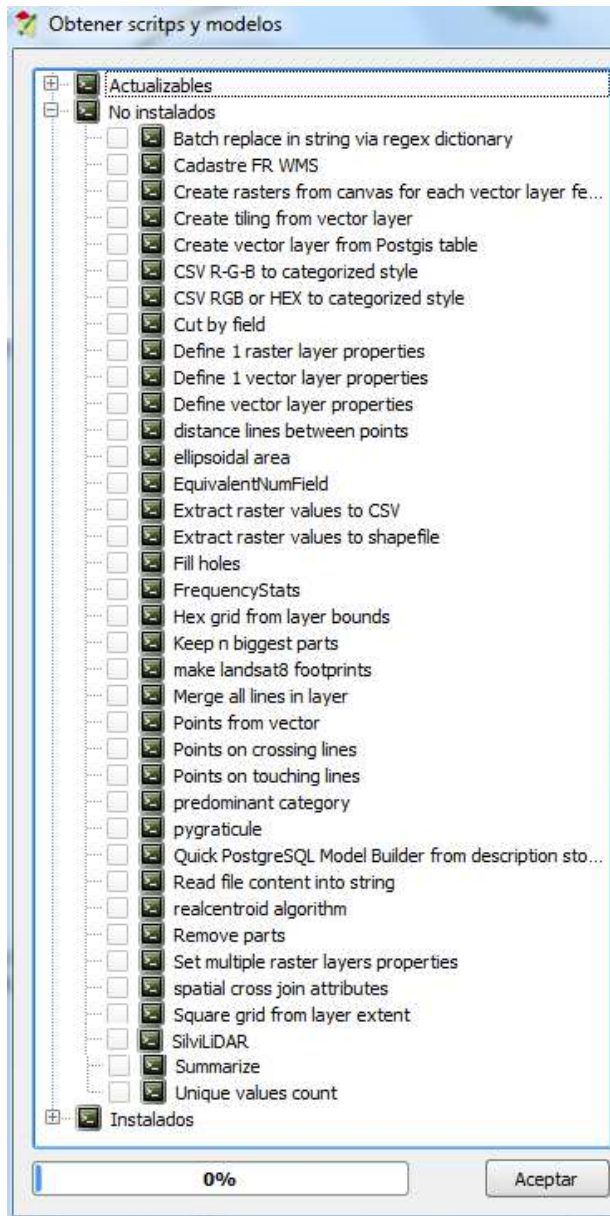 Obtener scritps y modelos
Actualizables
No instalados
Batch replace in string via regex dictionary
Cadastre FR WMS
Create rasters from canvas for each vector layer fe...
Create tiling from vector layer
Create vector layer from Postgis table
CSV R-G-B to categorized style
CSV RGB or HEX to categorized style
Cut by field
Define 1 raster layer properties
Define 1 vector layer properties
Define vector layer properties
distance lines between points
ellipsoidal area
EquivalentNumField
Extract raster values to CSV
Extract raster values to shapefile
Fill holes
FrequencyStats
Hex grid from layer bounds
Keep n biggest parts
make landsat8 footprints
Merge all lines in layer
Points from vector
Points on crossing lines
Points on touching lines
predominant category
pygraticule
Quick PostgreSQL Model Builder from description sto...
Read file content into string
realcentroid algorithm
Remove parts
Set multiple raster layers properties
spatial cross join attributes
Square grid from layer extent
SilviLiDAR
Summarize
Unique values count
Instalados
0%
Aceptar